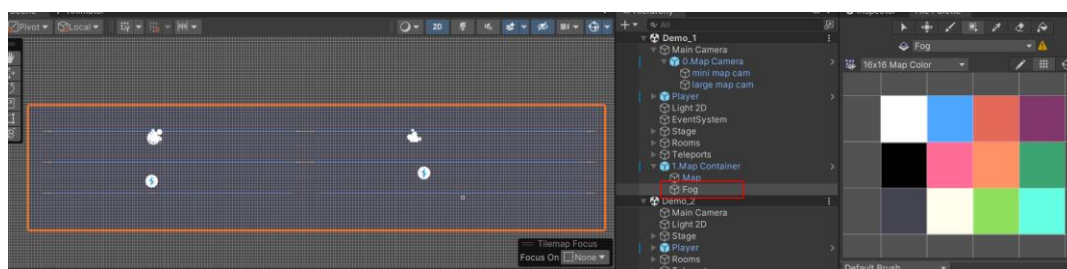 Pivot
Local
2D
Tilemap Focus
Focus On
None
All
Demo_1
Main Camera
0.Map Camera
mini map cam
large map cam
Player
Light 2D
EventSystem
Stage
Rooms
Teleports
1.Map Container
Map
Fog
Demo_2
Main Camera
Light 2D
Stage
Player
Rooms
Fog
16x16 Map Color
Default Brush